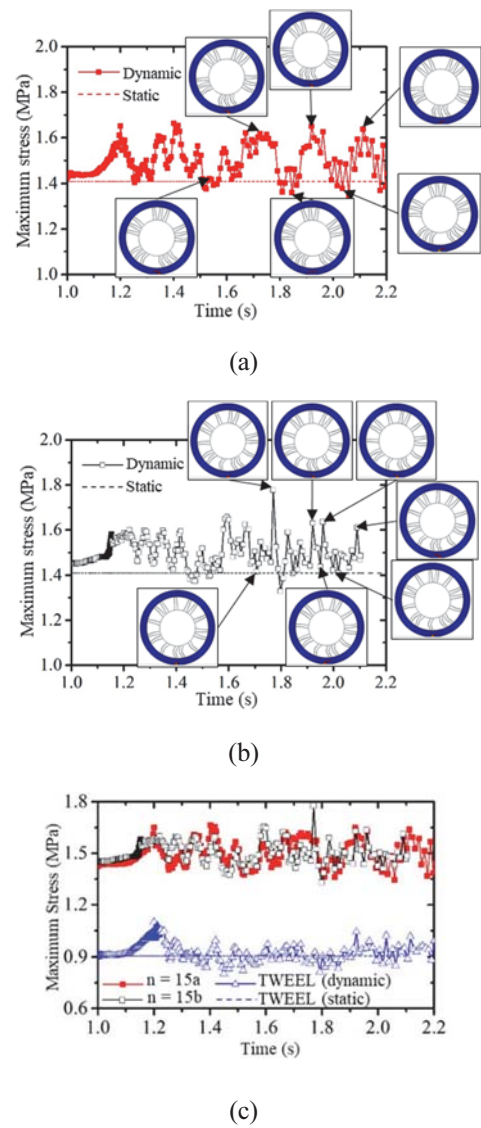 2.0
1.8
1.6
1.4
1.2
1.0
Maximum stress (MPa)
Dynamic
Static
1.0 1.2 1.4 1.6 1.8 2.0 2.2
Time (s)
(a)
2.0
1.8
1.6
1.4
1.2
1.0
Maximum stress (MPa)
Dynamic
Static
1.0 1.2 1.4 1.6 1.8 2.0 2.2
Time (s)
(b)
1.8
1.5
1.2
0.9
0.6
Maximum Stress (MPa)
n = 15a TWEEL (dynamic)
n = 15b TWEEL (static)
1.0 1.2 1.4 1.6 1.8 2.0 2.2
Time (s)
(c)